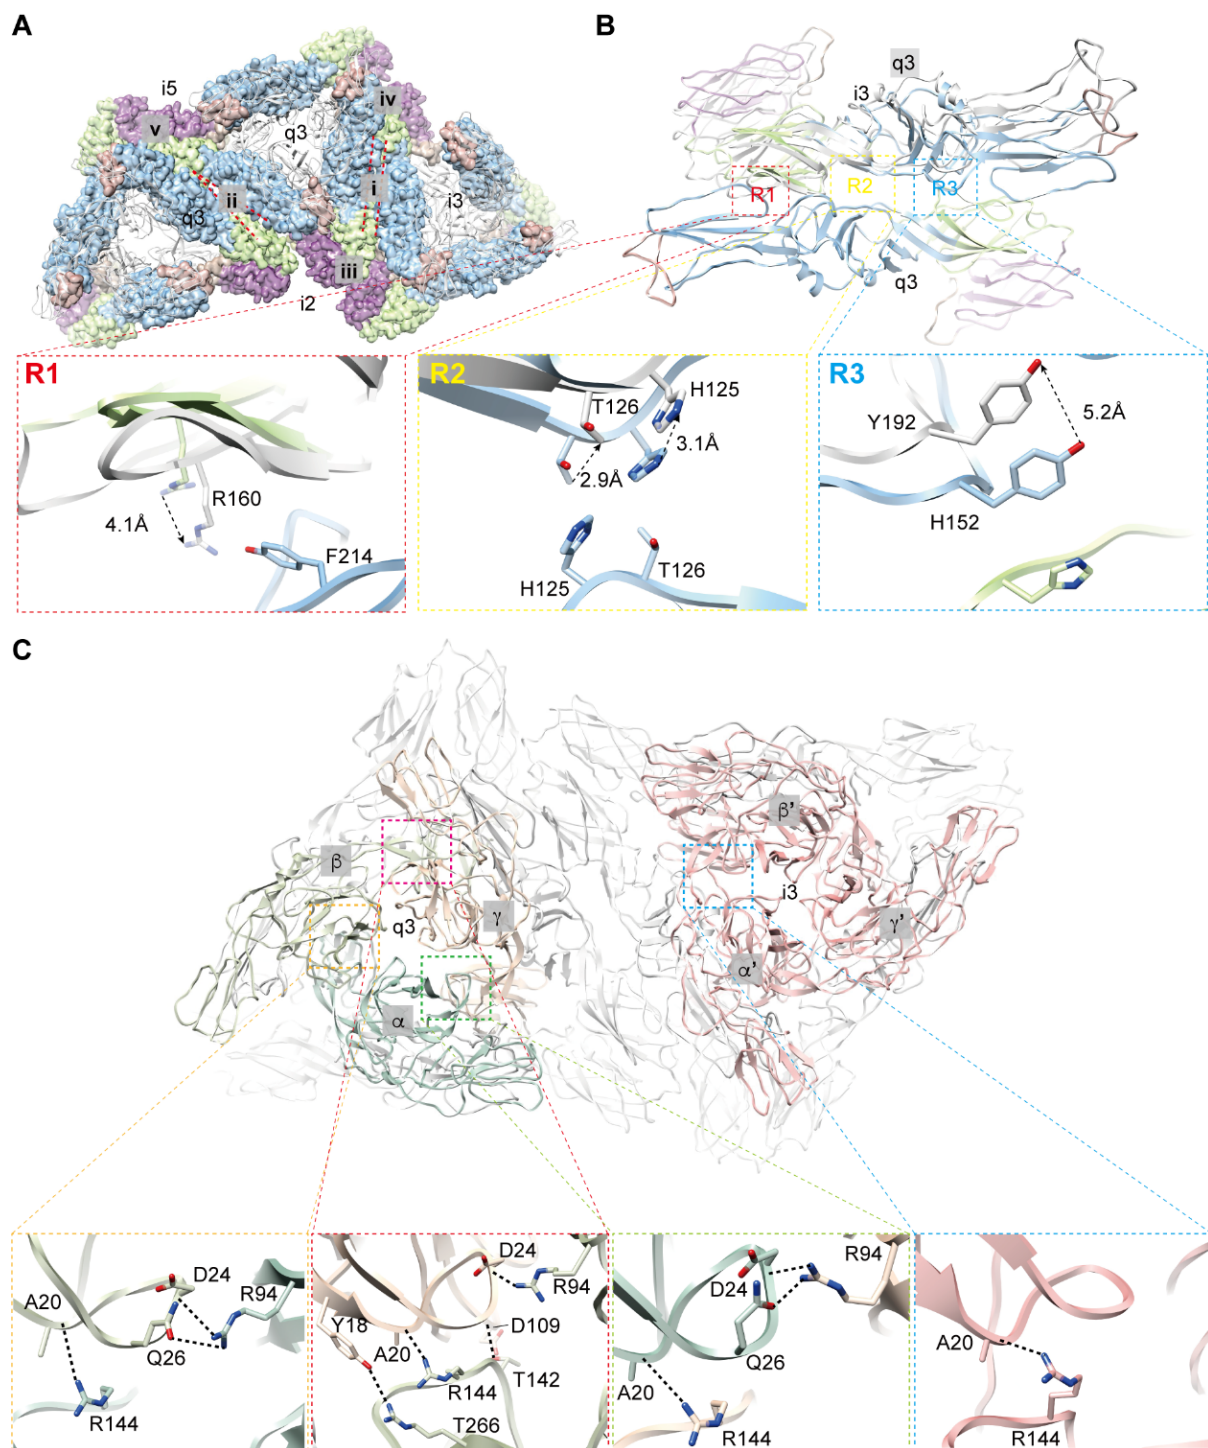 A
B
i5
iv
v
q3
i
i3
ii
q3
iii
i2
q3
i3
R1
R2
R3
q3
R1
R160
4.1Å
F214
R2
H125
T126
3.1Å
2.9Å
H125
T126
R3
Y192
5.2Å
H152
C
β
q3
γ
α
β’
i3
γ’
α’
D24
A20
R94
Q26
R144
D24
R94
Y18
A20
D109
R144
T142
T266
R94
D24
Q26
A20
R144
A20
R144